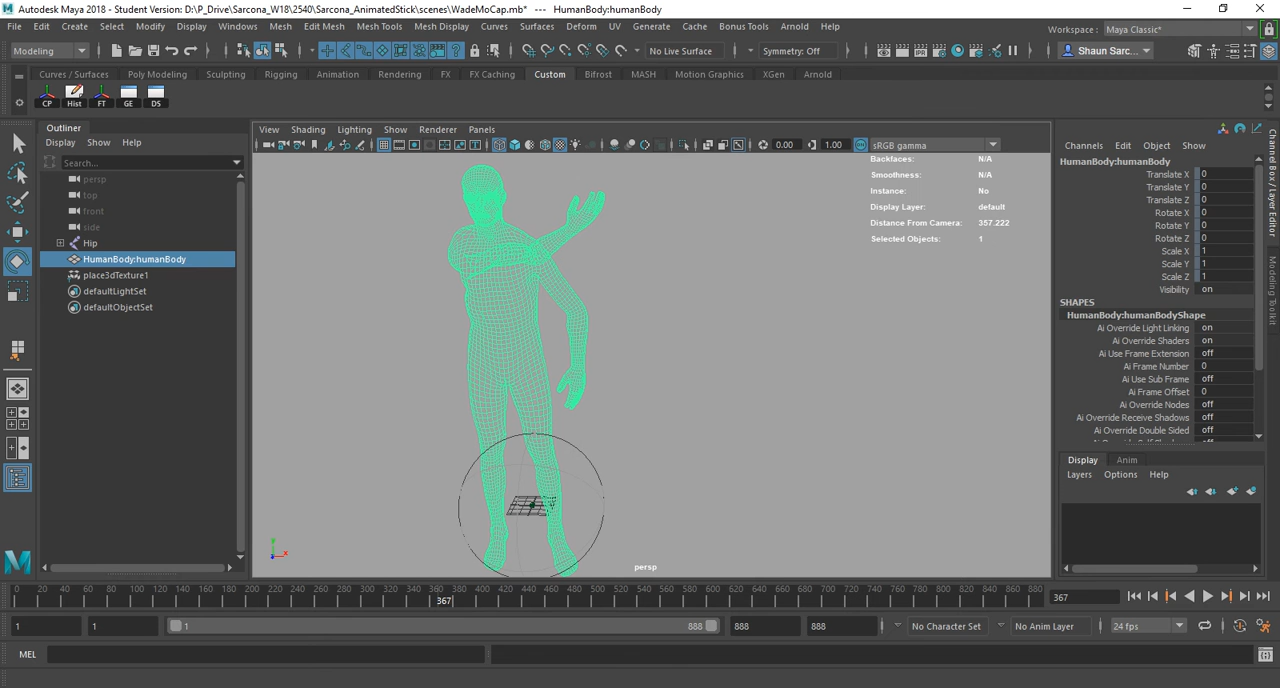 Autodesk Maya 2018 - Student Version: D:\P_Drive\Sarcona_W18\2540\Sarcona_AnimatedStick\scenes\WadeMoCap.mb*  ---  HumanBody:humanBody
File Edit Create Select Modify Display Windows Mesh Edit Mesh Mesh Tools Mesh Display Curves Surfaces Deform UV Generate Cache Bonus Tools Arnold Help
Workspace: Maya Classic*
Modeling
No Live Surface
Symmetry: Off
Shaun Sarc...
Curves / Surfaces Poly Modeling Sculpting Rigging Animation Rendering FX FX Caching Custom Bifrost MASH Motion Graphics XGen Arnold
CP Hist FT GE DS
Outliner
Display Show Help
Search...
persp
top
front
side
Hip
HumanBody:humanBody
place3dTexture1
defaultLightSet
defaultObjectSet
View Shading Lighting Show Renderer Panels
0.00 1.00 sRGB gamma
Backfaces: N/A
Smoothness: N/A
Instance: No
Display Layer: default
Distance From Camera: 357.222
Selected Objects: 1
persp
Channels Edit Object Show
HumanBody:humanBody
Translate X 0
Translate Y 0
Translate Z 0
Rotate X 0
Rotate Y 0
Rotate Z 0
Scale X 1
Scale Y 1
Scale Z 1
Visibility on
SHAPES
HumanBody:humanBodyShape
Ai Override Light Linking on
Ai Override Shaders on
Ai Use Frame Extension off
Ai Frame Number 0
Ai Use Sub Frame off
Ai Frame Offset 0
Ai Override Nodes off
Ai Override Receive Shadows off
Ai Override Double Sided off
Channel Box / Layer Editor
Modeling Toolkit
Display Anim
Layers Options Help
0 20 40 60 80 100 120 140 160 180 200 220 240 260 280 300 320 340 360 380 400 420 440 460 480 500 520 540 560 580 600 620 640 660 680 700 720 740 760 780 800 820 840 860 880
367
367
1 1 1 888 888 888 No Character Set No Anim Layer 24 fps
MEL